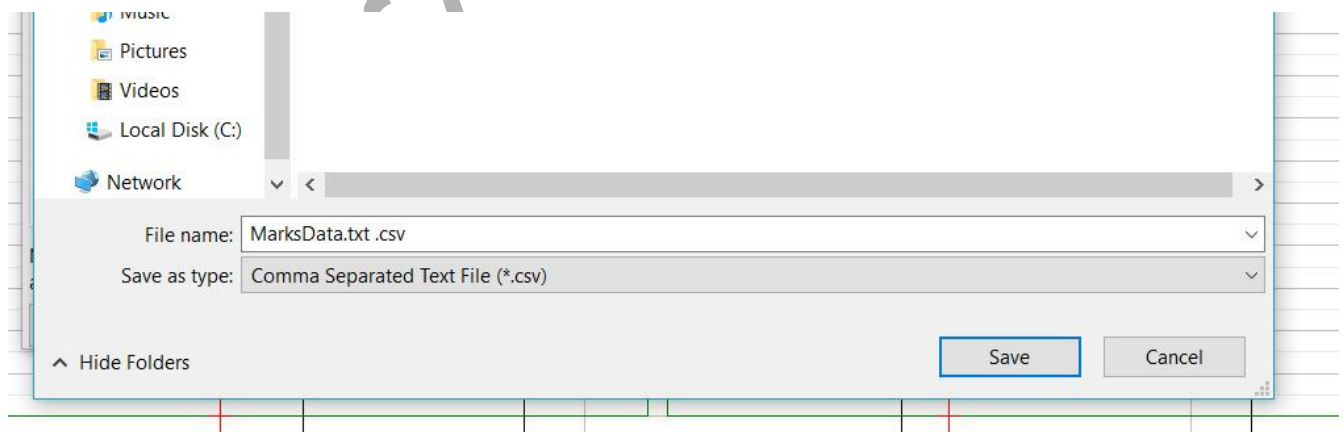 Music
Pictures
Videos
Local Disk (C:)
Network
File name: MarksData.txt .csv
Save as type: Comma Separated Text File (*.csv)
Hide Folders
Save Cancel